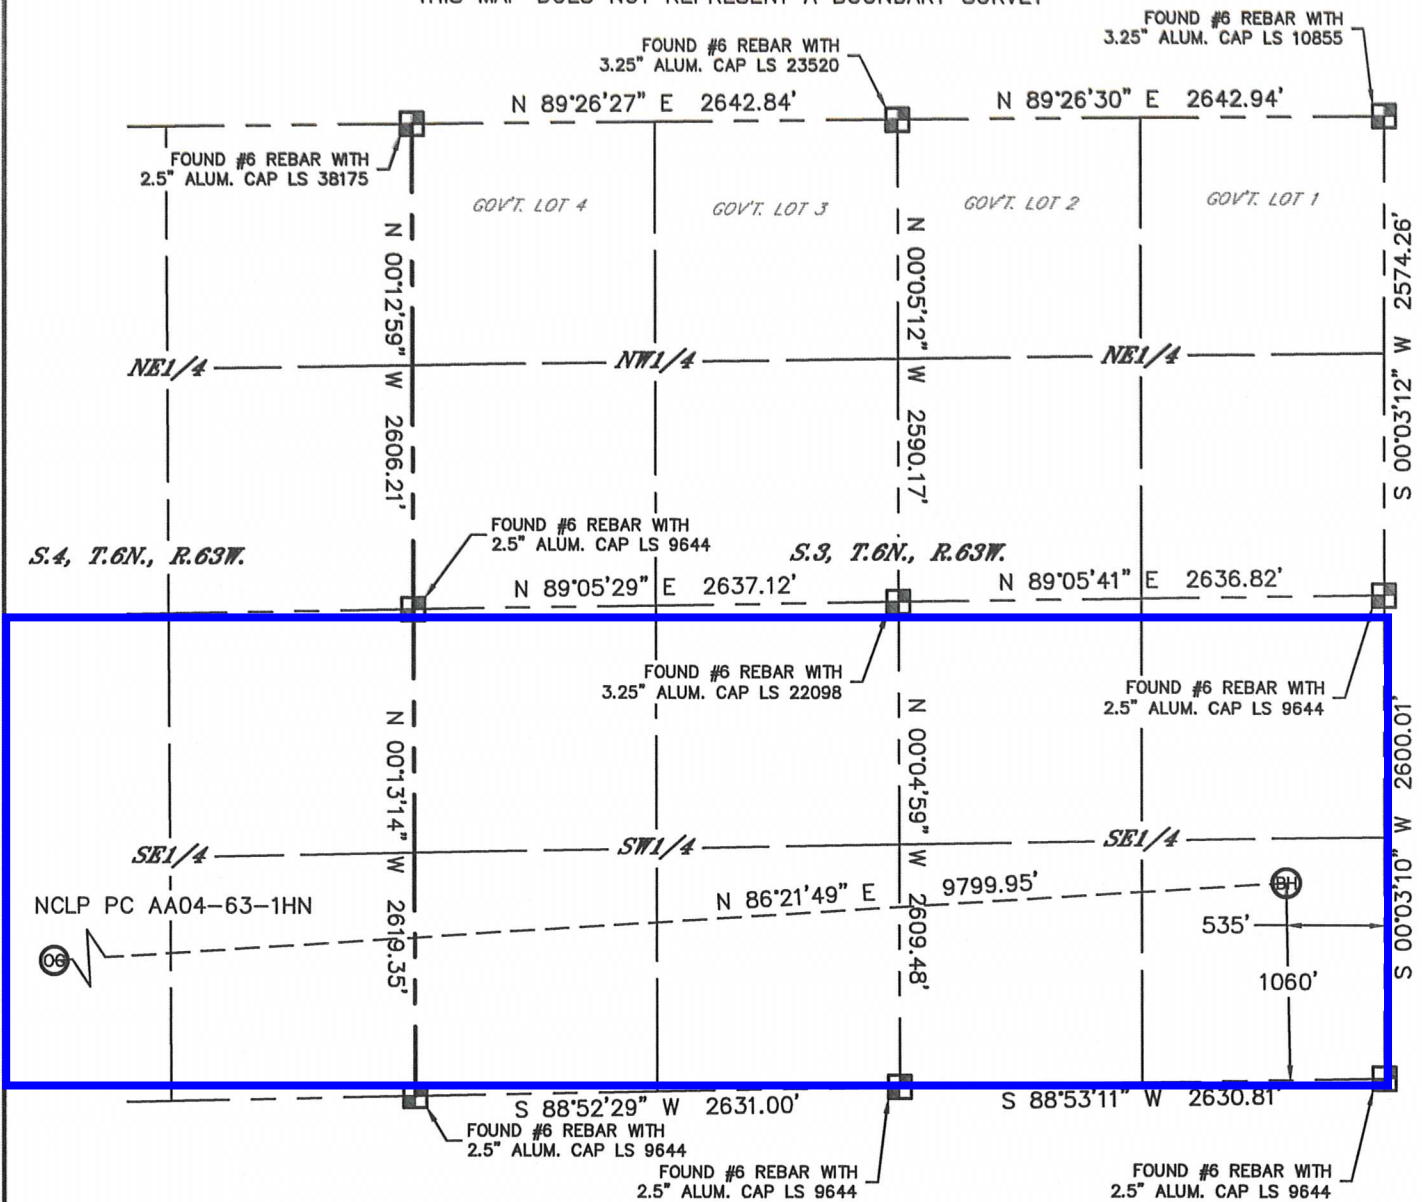 THIS MAP DOES NOT REPRESENT A BOUNDARY SURVEY
FOUND #6 REBAR WITH
3.25" ALUM. CAP LS 10855
FOUND #6 REBAR WITH
3.25" ALUM. CAP LS 23520
N 89°26'27" E 2642.84'
N 89°26'30" E 2642.94'
FOUND #6 REBAR WITH
2.5" ALUM. CAP LS 38175
GOV'T. LOT 4
GOV'T. LOT 3
GOV'T. LOT 2
GOV'T. LOT 1
N 00°12'59" W 2606.21'
N 00°05'12" W 2590.17'
S 00°03'12" W 2574.26'
NE1/4
NW1/4
NE1/4
FOUND #6 REBAR WITH
2.5" ALUM. CAP LS 9644
S.4, T.6N., R.63W.
S.3, T.6N., R.63W.
N 89°05'29" E 2637.12'
N 89°05'41" E 2636.82'
FOUND #6 REBAR WITH
3.25" ALUM. CAP LS 22098
FOUND #6 REBAR WITH
2.5" ALUM. CAP LS 9644
N 00°13'14" W 2619.35'
N 00°04'59" W 2609.48'
S 00°03'10" W 2600.01'
SE1/4
SW1/4
SE1/4
NCLP PC AA04-63-1HN
N 86°21'49" E 9799.95'
BH
OG
535'
1060'
S 88°52'29" W 2631.00'
S 88°53'11" W 2630.81'
FOUND #6 REBAR WITH
2.5" ALUM. CAP LS 9644
FOUND #6 REBAR WITH
2.5" ALUM. CAP LS 9644
FOUND #6 REBAR WITH
2.5" ALUM. CAP LS 9644